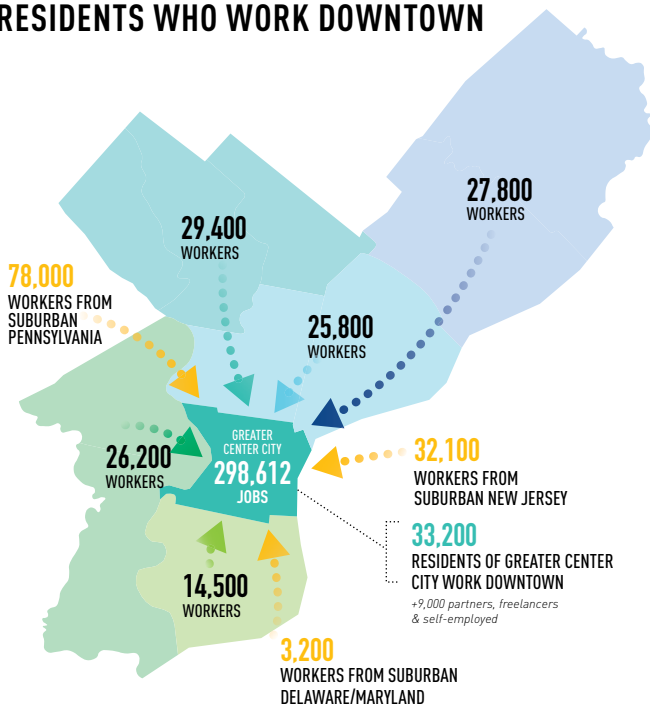 RESIDENTS WHO WORK DOWNTOWN
27,800
WORKERS
29,400
WORKERS
78,000
WORKERS FROM
SUBURBAN
PENNSYLVANIA
25,800
WORKERS
GREATER
CENTER CITY
298,612
JOBS
26,200
WORKERS
32,100
WORKERS FROM
SUBURBAN NEW JERSEY
33,200
RESIDENTS OF GREATER CENTER
CITY WORK DOWNTOWN
+9,000 partners, freelancers
& self-employed
14,500
WORKERS
3,200
WORKERS FROM SUBURBAN
DELAWARE/MARYLAND